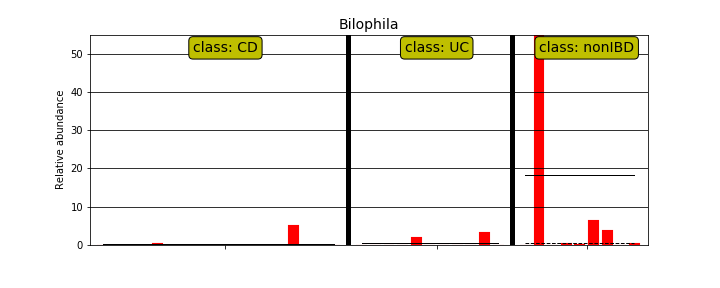 Bilophila
class: CD
class: UC
class: nonIBD
Relative abundance
50
40
30
20
10
0